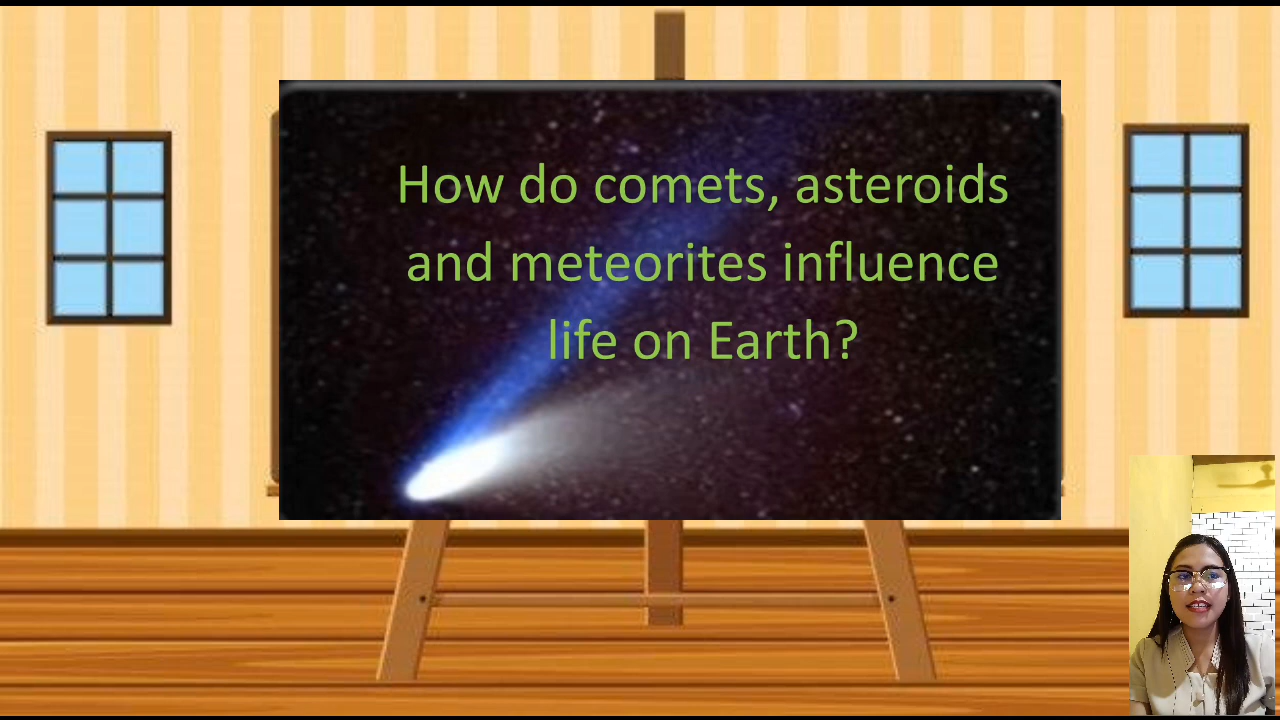 How do comets, asteroids
and meteorites influence
life on Earth?